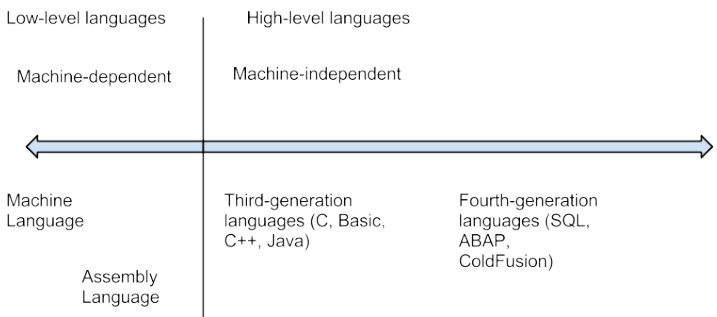 Low-level languages
High-level languages
Machine-dependent
Machine-independent
Machine
Language
Assembly
Language
Third-generation
languages (C, Basic,
C++, Java)
Fourth-generation
languages (SQL,
ABAP,
ColdFusion)